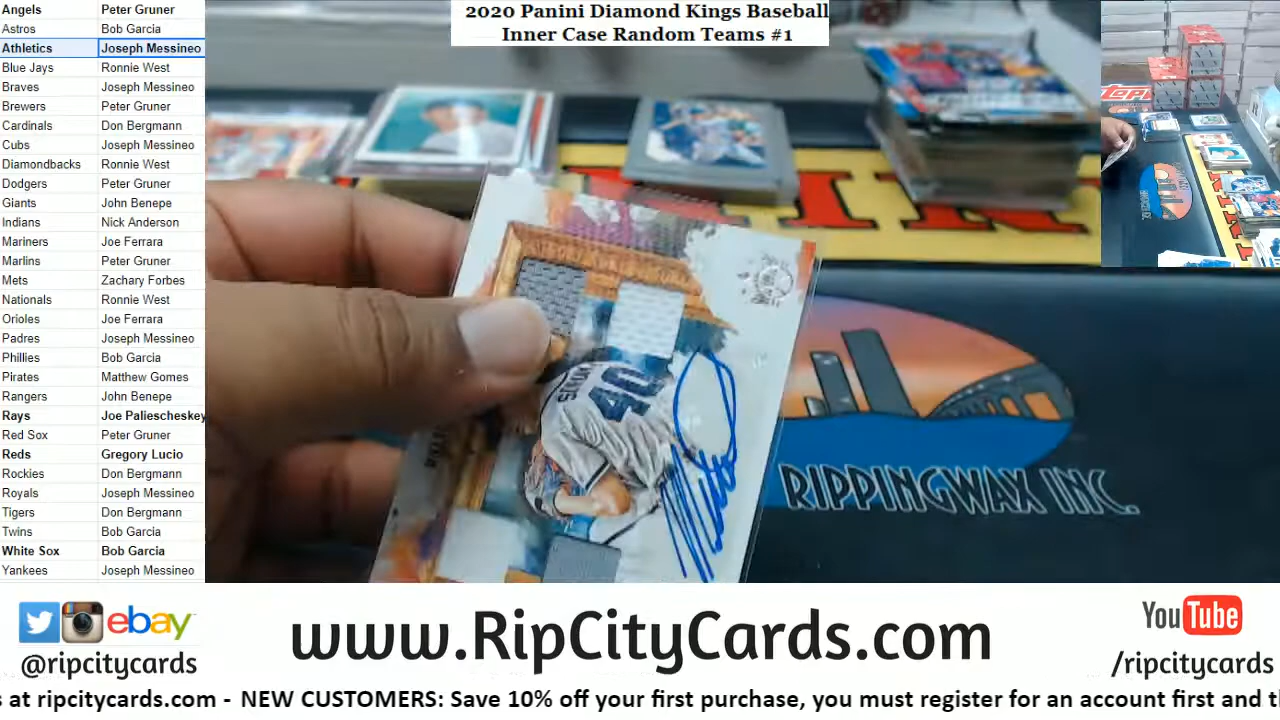 2020 Panini Diamond Kings Baseball
Inner Case Random Teams #1
Angels Peter Gruner
Astros Bob Garcia
Athletics Joseph Messineo
Blue Jays Ronnie West
Braves Joseph Messineo
Brewers Peter Gruner
Cardinals Don Bergmann
Cubs Joseph Messineo
Diamondbacks Ronnie West
Dodgers Peter Gruner
Giants John Benepe
Indians Nick Anderson
Mariners Joe Ferrara
Marlins Peter Gruner
Mets Zachary Forbes
Nationals Ronnie West
Orioles Joe Ferrara
Padres Joseph Messineo
Phillies Bob Garcia
Pirates Matthew Gomes
Rangers John Benepe
Rays Joe Paliescheskey
Red Sox Peter Gruner
Reds Gregory Lucio
Rockies Don Bergmann
Royals Joseph Messineo
Tigers Don Bergmann
Twins Bob Garcia
White Sox Bob Garcia
Yankees Joseph Messineo
40
RIPPINGWAX INC.
ebay
@ripcitycards
www.RipCityCards.com
YouTube
/ripcitycards
s at ripcitycards.com - NEW CUSTOMERS: Save 10% off your first purchase, you must register for an account first and th